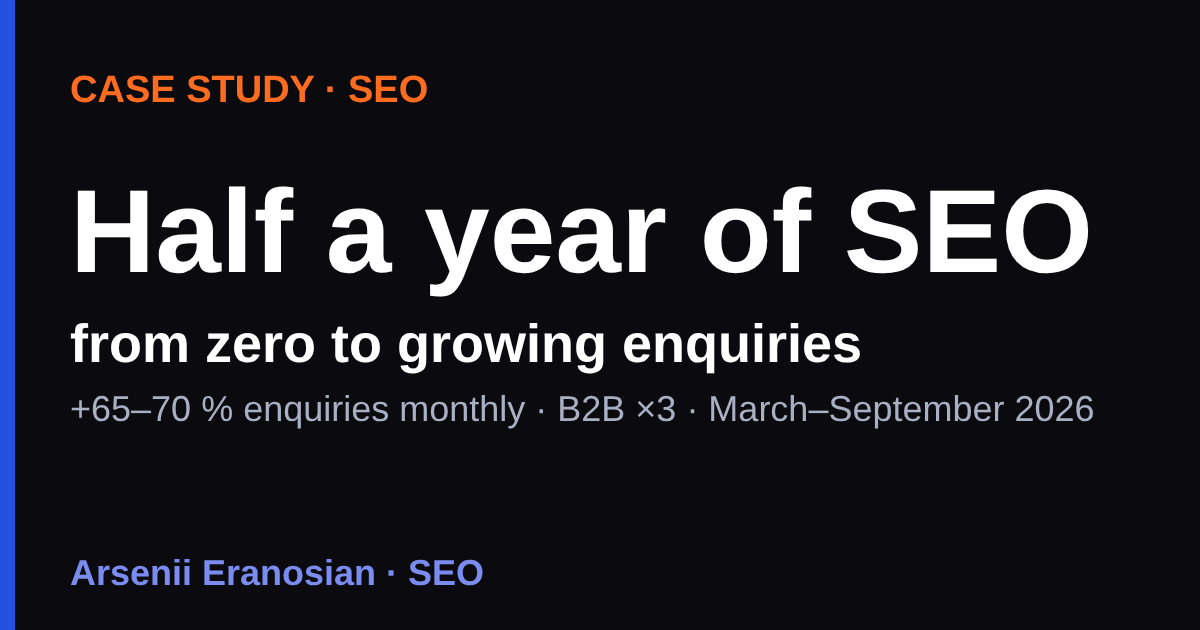 CASE STUDY · SEO
Half a year of SEO
from zero to growing enquiries
+65–70 % enquiries monthly · B2B ×3 · March–September 2026
Arsenii Eranosian · SEO